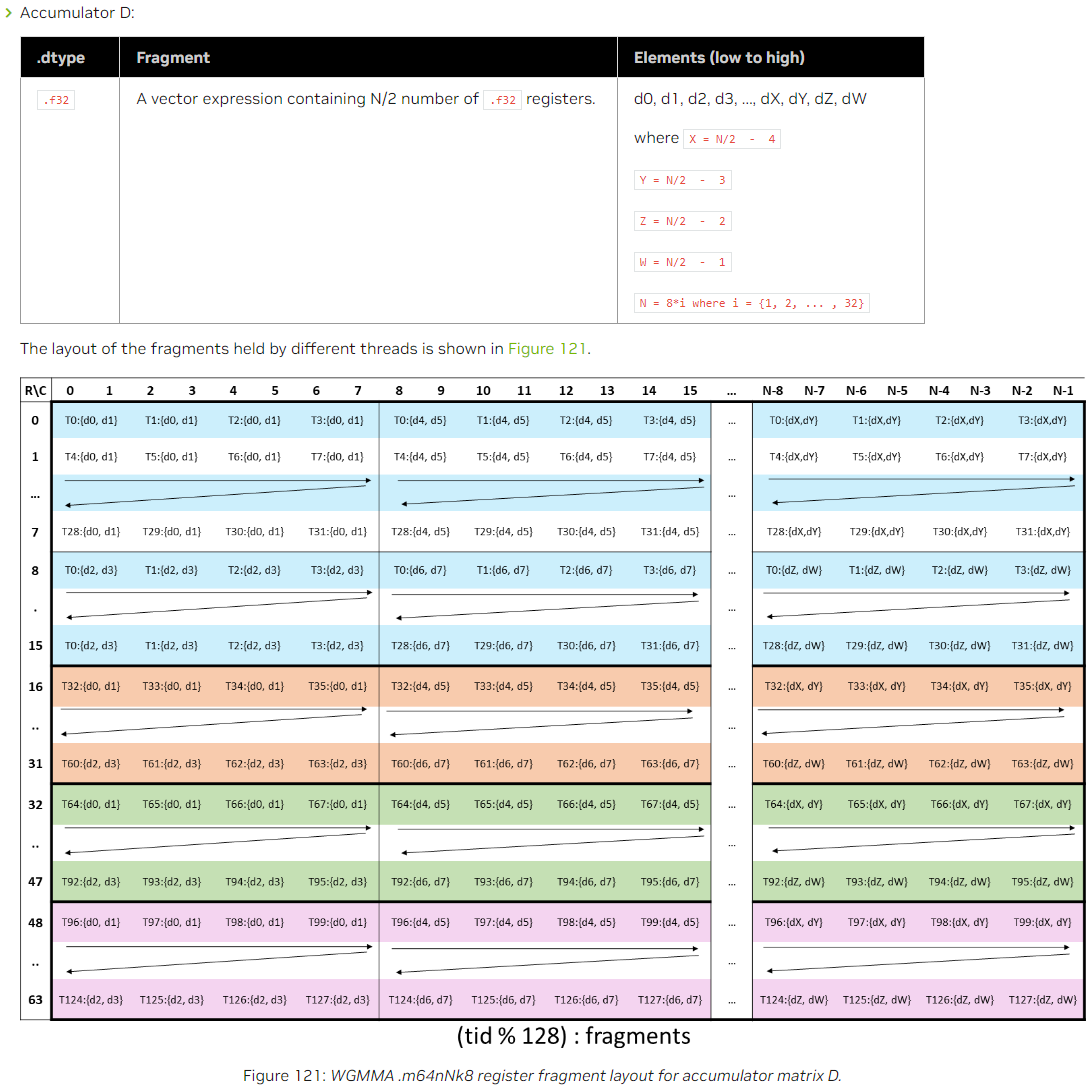 Accumulator D:
.dtype Fragment Elements (low to high)
.f32 A vector expression containing N/2 number of .f32 registers. d0, d1, d2, d3, ..., dX, dY, dZ, dW
where X = N/2 - 4
Y = N/2 - 3
Z = N/2 - 2
W = N/2 - 1
N = 8*i where i = {1, 2, ... , 32}
The layout of the fragments held by different threads is shown in Figure 121.
R\C 0 1 2 3 4 5 6 7 8 9 10 11 12 13 14 15 ... N-8 N-7 N-6 N-5 N-4 N-3 N-2 N-1
0 T0:{d0, d1} T1:{d0, d1} T2:{d0, d1} T3:{d0, d1} T0:{d4, d5} T1:{d4, d5} T2:{d4, d5} T3:{d4, d5} ... T0:{dX,dY} T1:{dX,dY} T2:{dX,dY} T3:{dX,dY}
1 T4:{d0, d1} T5:{d0, d1} T6:{d0, d1} T7:{d0, d1} T4:{d4, d5} T5:{d4, d5} T6:{d4, d5} T7:{d4, d5} ... T4:{dX,dY} T5:{dX,dY} T6:{dX,dY} T7:{dX,dY}
... ...
7 T28:{d0, d1} T29:{d0, d1} T30:{d0, d1} T31:{d0, d1} T28:{d4, d5} T29:{d4, d5} T30:{d4, d5} T31:{d4, d5} ... T28:{dX,dY} T29:{dX,dY} T30:{dX,dY} T31:{dX,dY}
8 T0:{d2, d3} T1:{d2, d3} T2:{d2, d3} T3:{d2, d3} T0:{d6, d7} T1:{d6, d7} T2:{d6, d7} T3:{d6, d7} ... T0:{dZ, dW} T1:{dZ, dW} T2:{dZ, dW} T3:{dZ, dW}
. ...
15 T0:{d2, d3} T1:{d2, d3} T2:{d2, d3} T3:{d2, d3} T28:{d6, d7} T29:{d6, d7} T30:{d6, d7} T31:{d6, d7} ... T28:{dZ, dW} T29:{dZ, dW} T30:{dZ, dW} T31:{dZ, dW}
16 T32:{d0, d1} T33:{d0, d1} T34:{d0, d1} T35:{d0, d1} T32:{d4, d5} T33:{d4, d5} T34:{d4, d5} T35:{d4, d5} ... T32:{dX, dY} T33:{dX, dY} T34:{dX, dY} T35:{dX, dY}
.. ...
31 T60:{d2, d3} T61:{d2, d3} T62:{d2, d3} T63:{d2, d3} T60:{d6, d7} T61:{d6, d7} T62:{d6, d7} T63:{d6, d7} ... T60:{dZ, dW} T61:{dZ, dW} T62:{dZ, dW} T63:{dZ, dW}
32 T64:{d0, d1} T65:{d0, d1} T66:{d0, d1} T67:{d0, d1} T64:{d4, d5} T65:{d4, d5} T66:{d4, d5} T67:{d4, d5} ... T64:{dX, dY} T65:{dX, dY} T66:{dX, dY} T67:{dX, dY}
.. ...
47 T92:{d2, d3} T93:{d2, d3} T94:{d2, d3} T95:{d2, d3} T92:{d6, d7} T93:{d6, d7} T94:{d6, d7} T95:{d6, d7} ... T92:{dZ, dW} T93:{dZ, dW} T94:{dZ, dW} T95:{dZ, dW}
48 T96:{d0, d1} T97:{d0, d1} T98:{d0, d1} T99:{d0, d1} T96:{d4, d5} T97:{d4, d5} T98:{d4, d5} T99:{d4, d5} ... T96:{dX, dY} T97:{dX, dY} T98:{dX, dY} T99:{dX, dY}
.. ...
63 T124:{d2, d3} T125:{d2, d3} T126:{d2, d3} T127:{d2, d3} T124:{d6, d7} T125:{d6, d7} T126:{d6, d7} T127:{d6, d7} ... T124:{dZ, dW} T125:{dZ, dW} T126:{dZ, dW} T127:{dZ, dW}
(tid % 128) : fragments
Figure 121: WGMMA .m64nNk8 register fragment layout for accumulator matrix D.